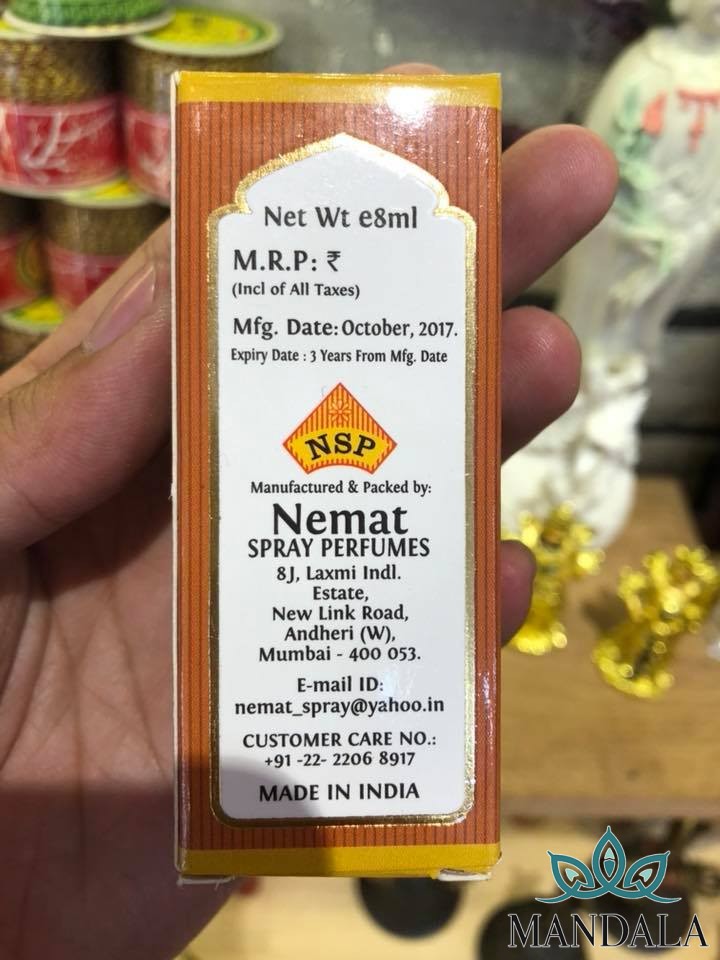 Net Wt e8ml
M.R.P: ₹
(Incl of All Taxes)
Mfg. Date: October, 2017.
Expiry Date : 3 Years From Mfg. Date
NSP
Manufactured & Packed by:
Nemat
SPRAY PERFUMES
8J, Laxmi Indl.
Estate,
New Link Road,
Andheri (W),
Mumbai - 400 053.
E-mail ID:
nemat_spray@yahoo.in
CUSTOMER CARE NO.:
+91 -22- 2206 8917
MADE IN INDIA
MANDALA